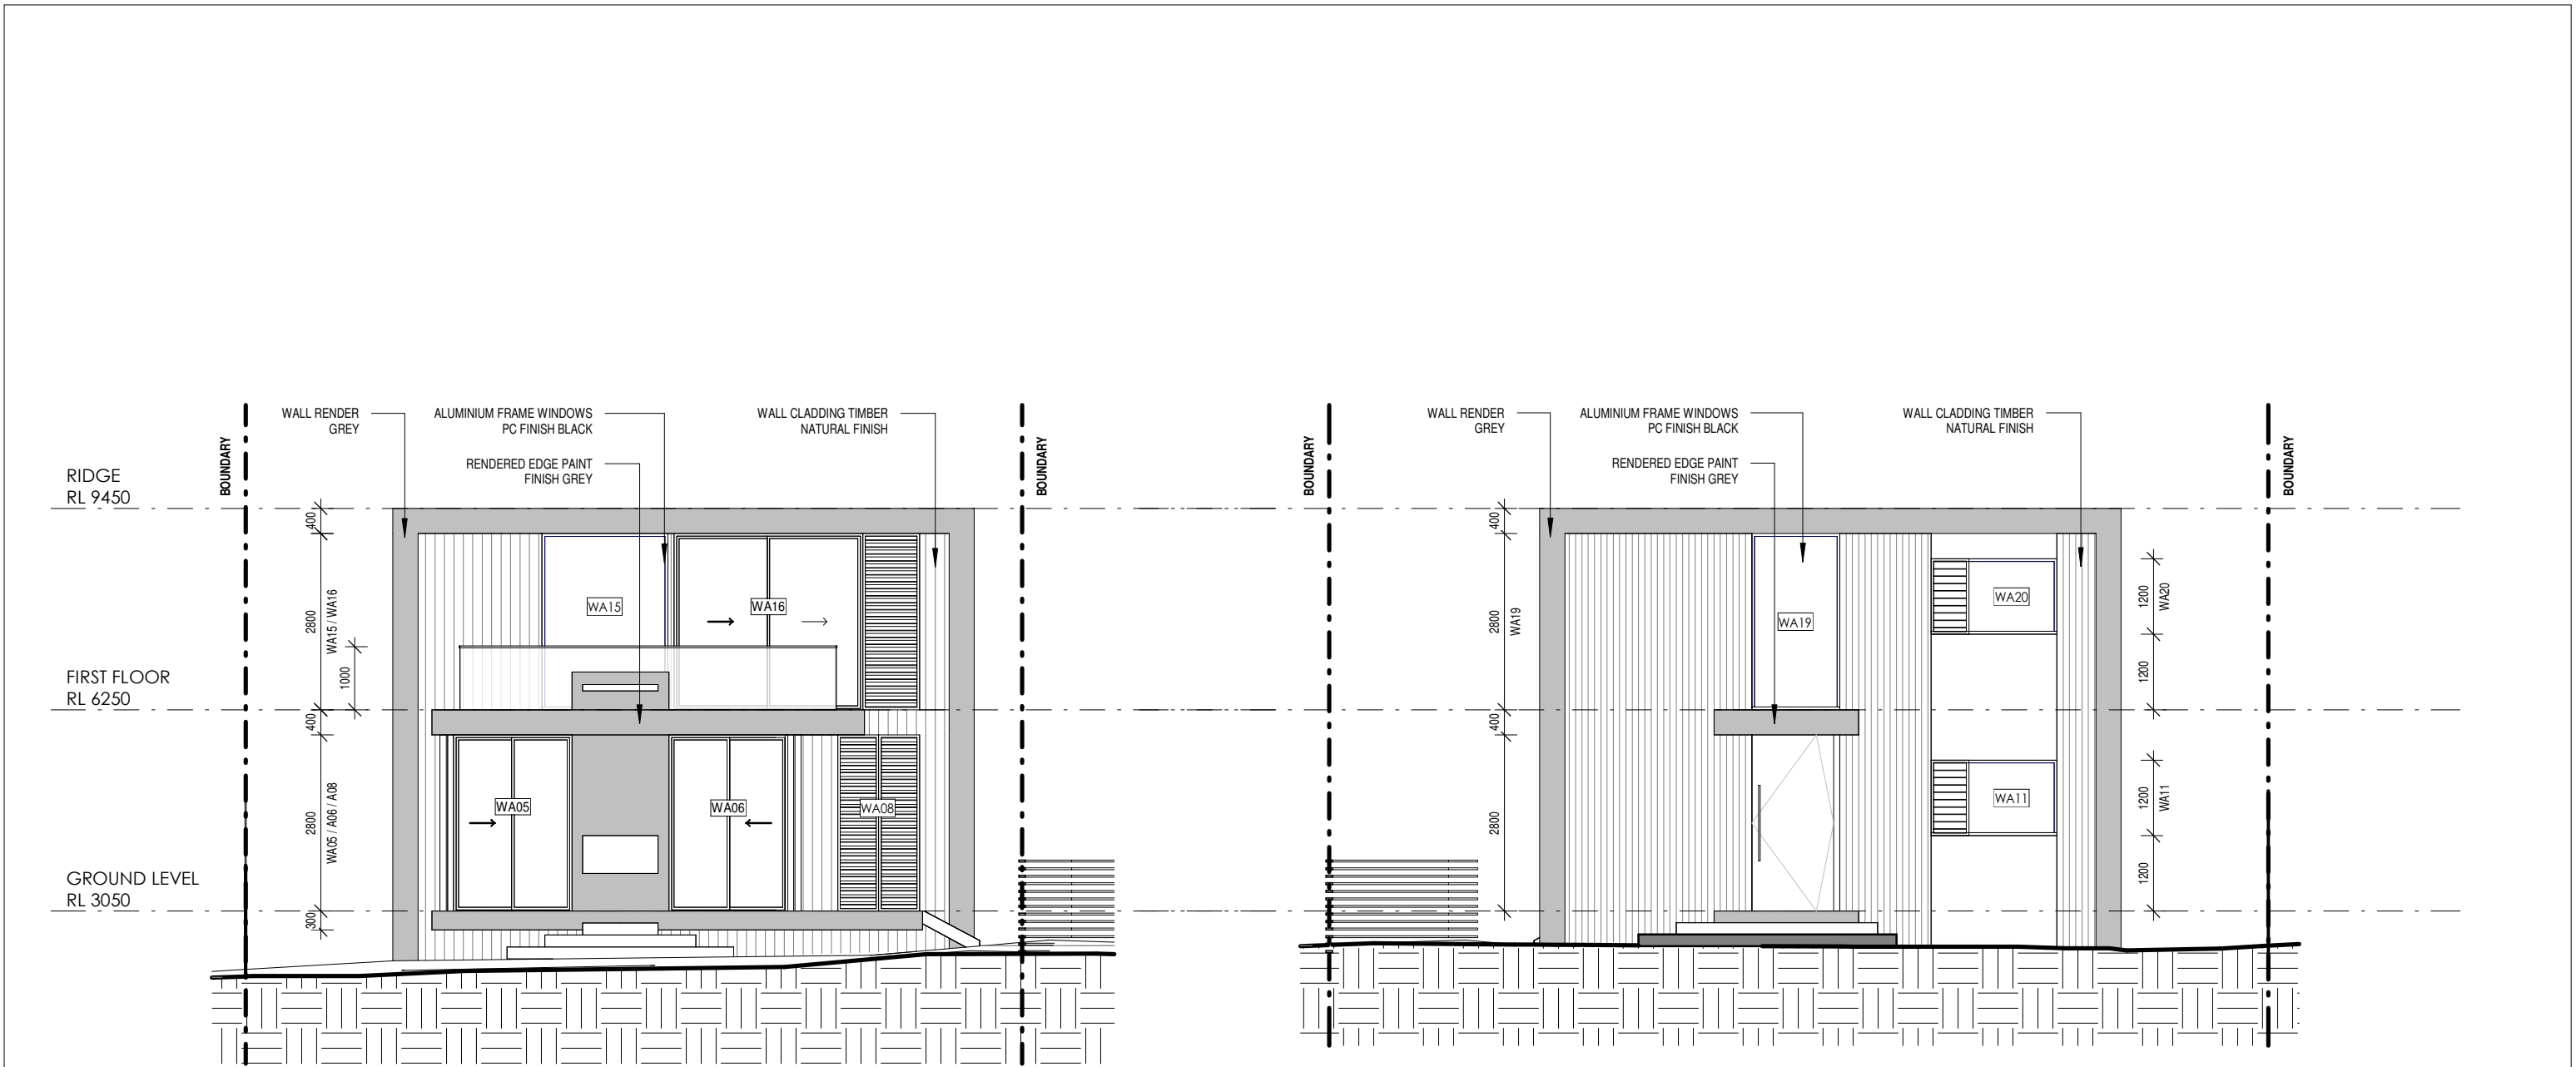 WALL RENDER
GREY
ALUMINIUM FRAME WINDOWS
PC FINISH BLACK
WALL CLADDING TIMBER
NATURAL FINISH
RENDERED EDGE PAINT
FINISH GREY
BOUNDARY
BOUNDARY
RIDGE
RL 9450
FIRST FLOOR
RL 6250
GROUND LEVEL
RL 3050
400
2800
WA15 / WA16
1000
400
2800
WA05 / A06 / A08
300
WA15
WA16
WA05
WA06
WA08
WALL RENDER
GREY
ALUMINIUM FRAME WINDOWS
PC FINISH BLACK
WALL CLADDING TIMBER
NATURAL FINISH
RENDERED EDGE PAINT
FINISH GREY
BOUNDARY
BOUNDARY
400
2800
WA19
400
2800
WA19
WA20
WA11
1200
WA20
1200
1200
WA11
1200